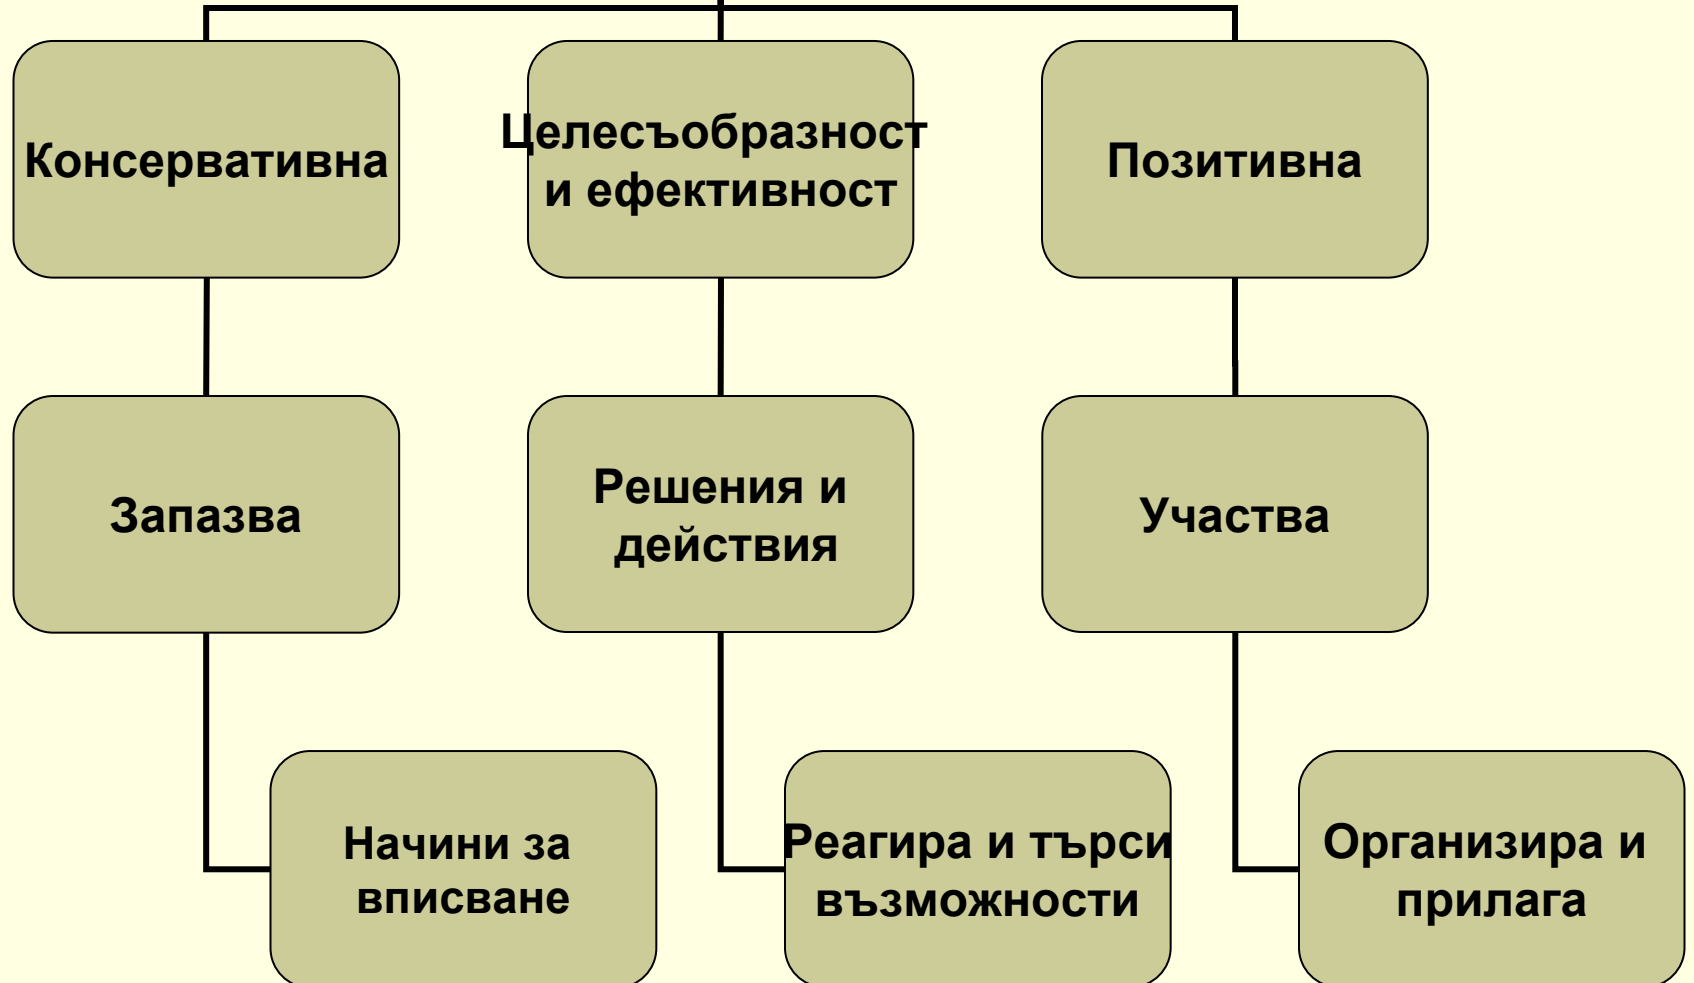 Консервативна
Целесъобразност
и ефективност
Позитивна
Запазва
Решения и
действия
Участва
Начини за
вписване
Реагира и търси
възможности
Организира и
прилага